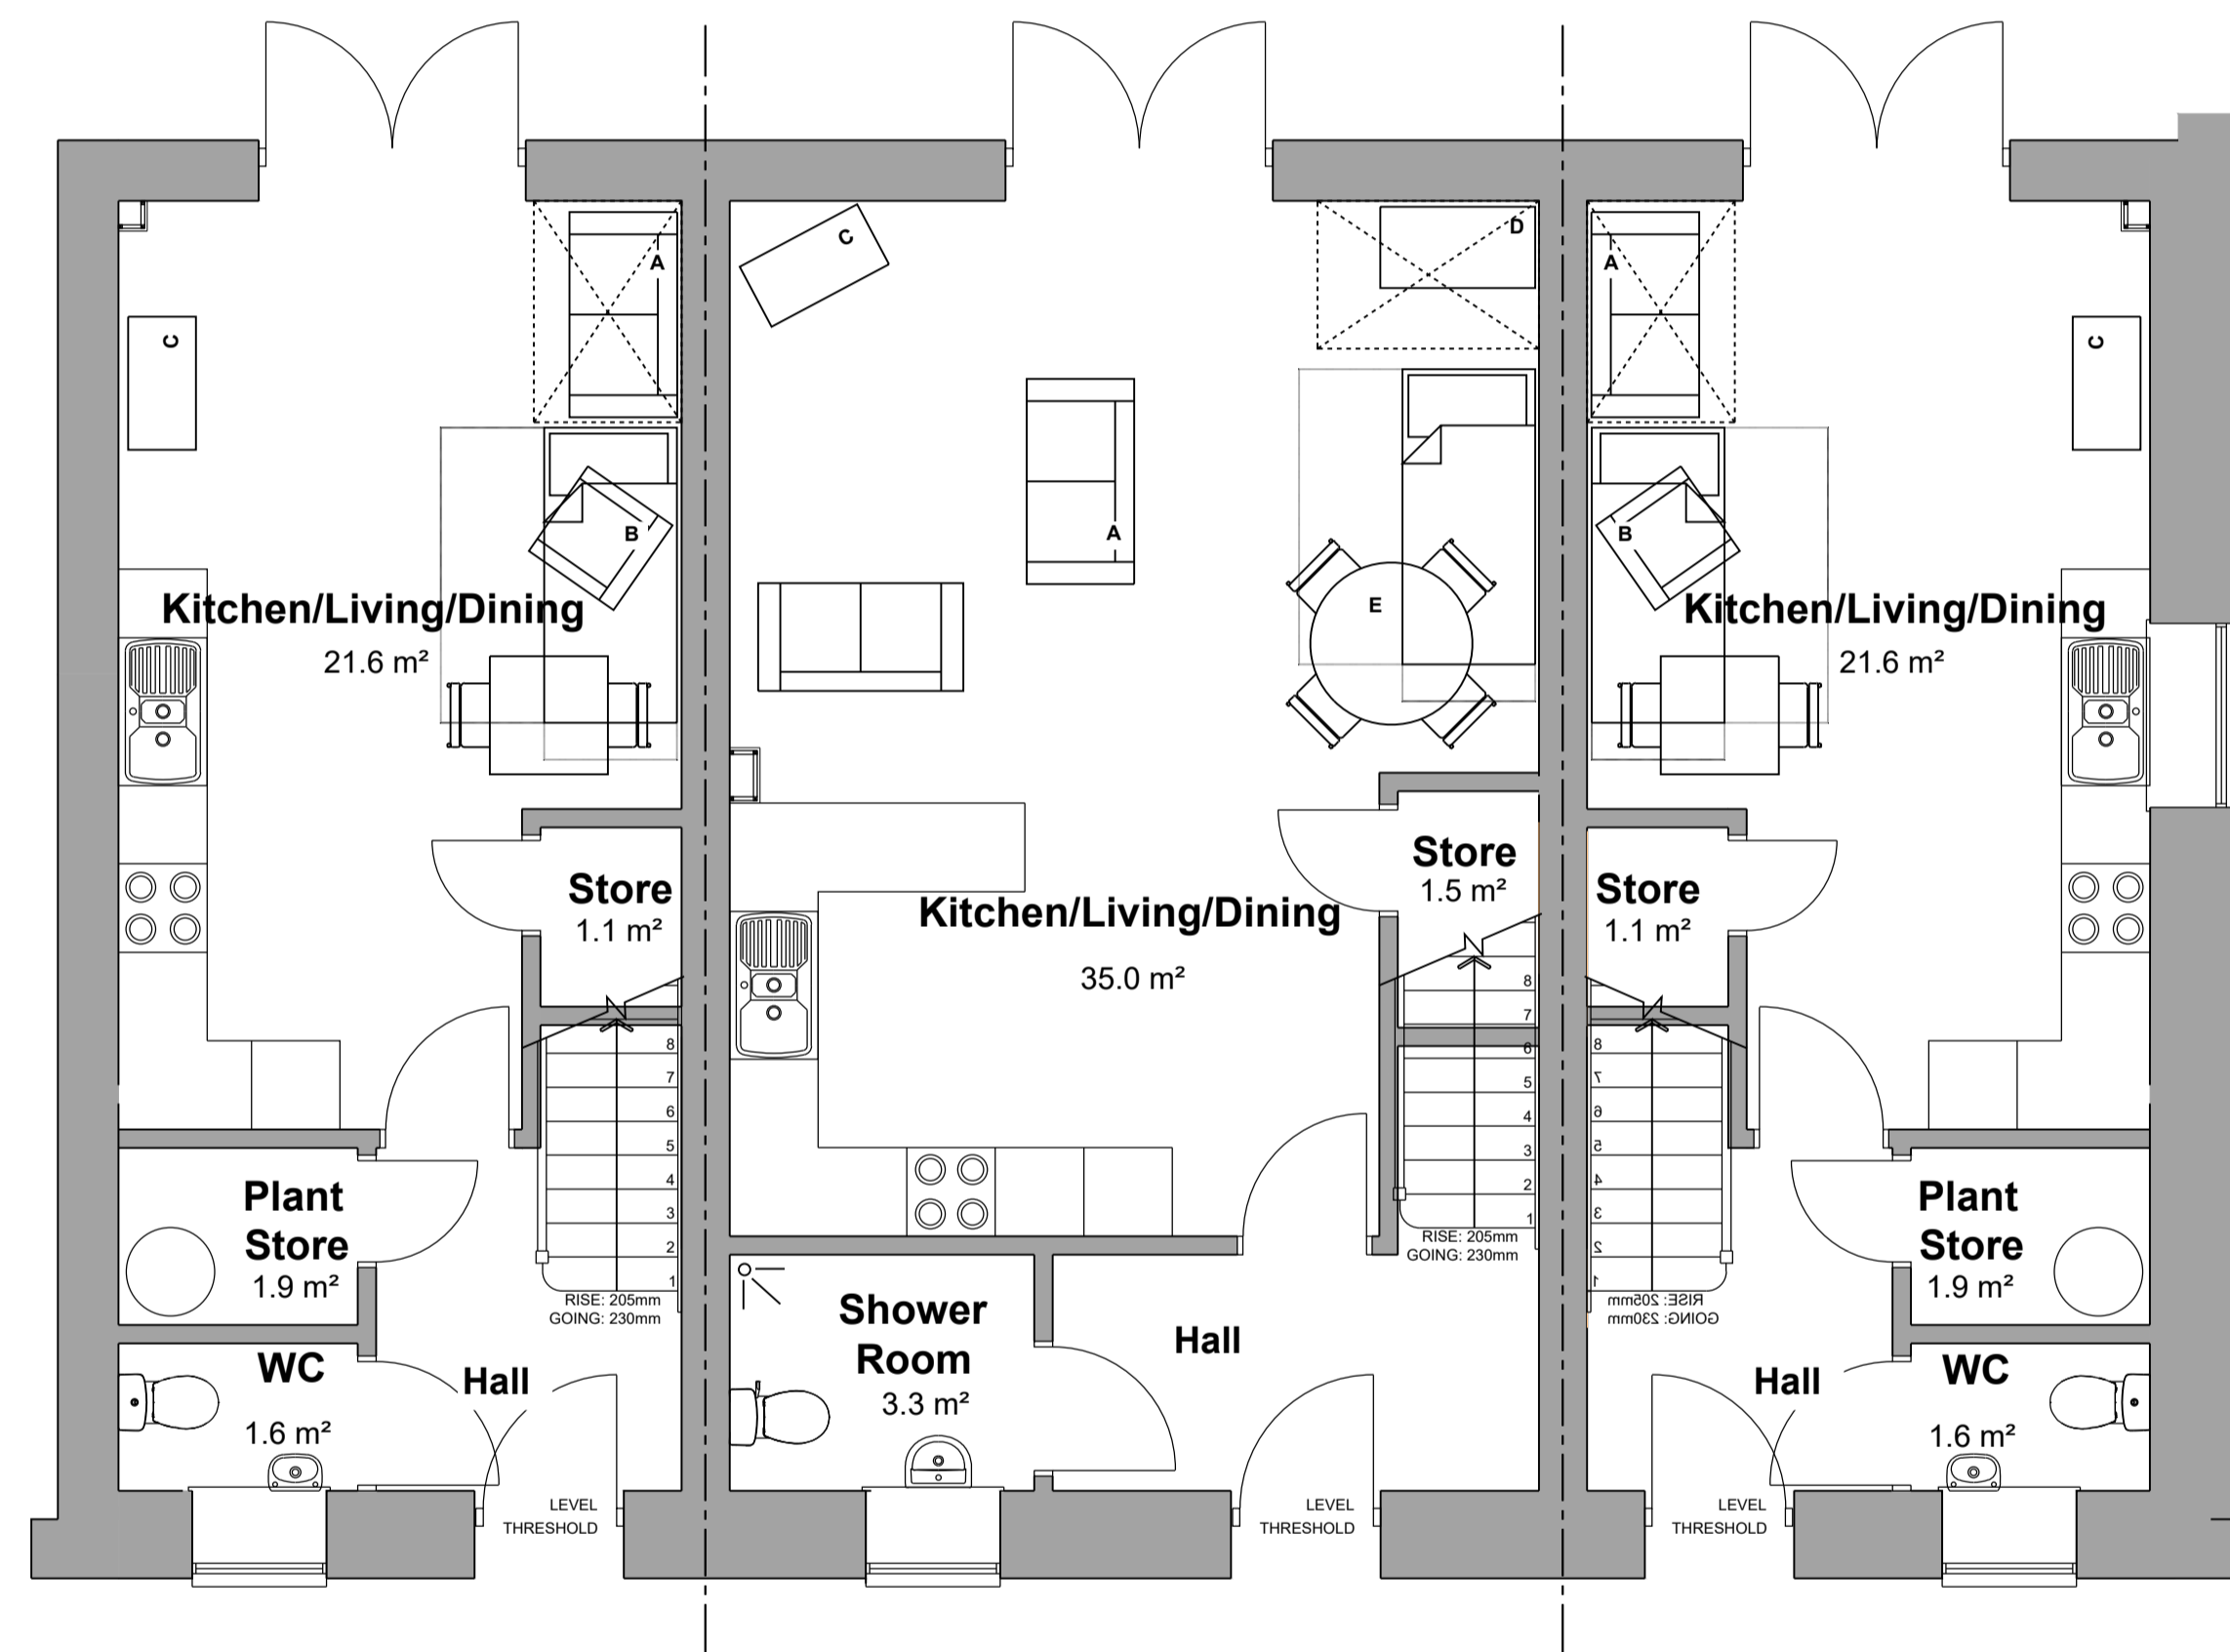 C
A
B
Kitchen/Living/Dining
21.6 m²
Store
1.1 m²
8
7
6
5
4
3
2
1
RISE: 205mm
GOING: 230mm
Plant
Store
1.9 m²
WC
1.6 m²
Hall
LEVEL
THRESHOLD
C
D
A
E
Store
1.5 m²
Kitchen/Living/Dining
35.0 m²
8
7
6
5
4
3
2
1
RISE: 205mm
GOING: 230mm
Shower
Room
3.3 m²
Hall
LEVEL
THRESHOLD
A
C
B
Kitchen/Living/Dining
21.6 m²
Store
1.1 m²
8
7
6
5
4
3
2
1
RISE: 205mm
GOING: 230mm
Plant
Store
1.9 m²
Hall
WC
1.6 m²
LEVEL
THRESHOLD